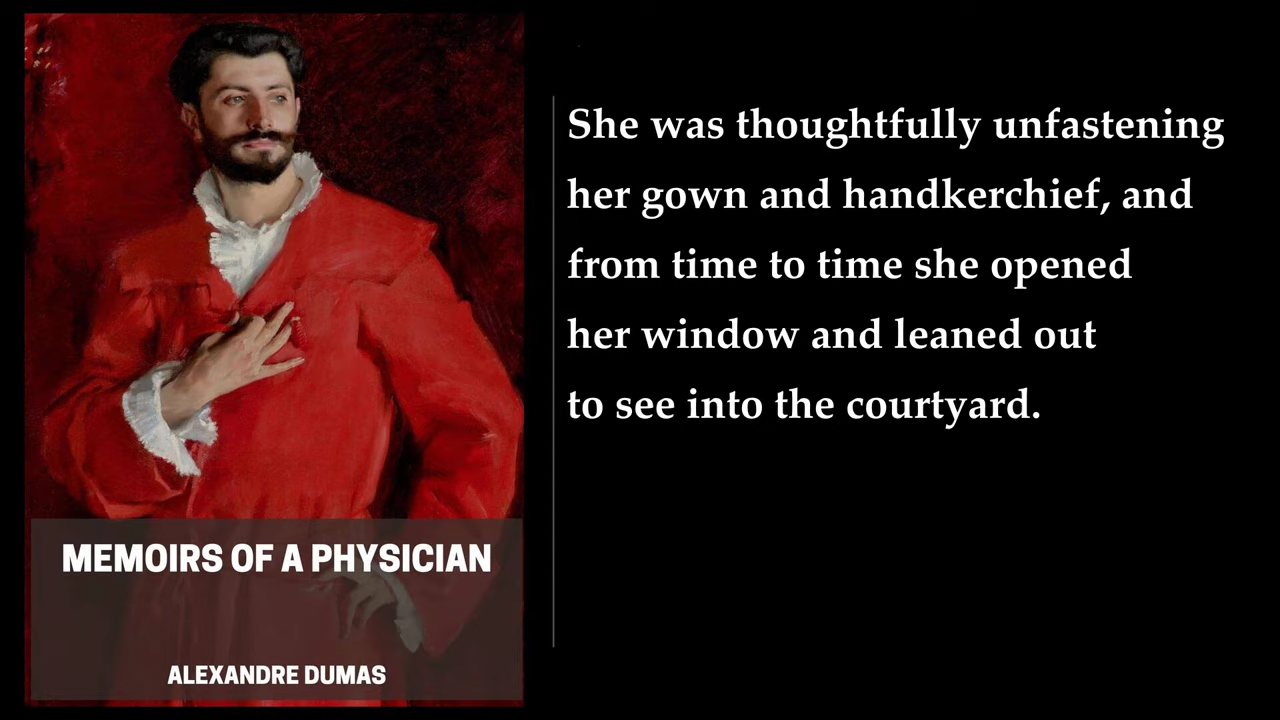 She was thoughtfully unfastening
her gown and handkerchief, and
from time to time she opened
her window and leaned out
to see into the courtyard.
MEMOIRS OF A PHYSICIAN
ALEXANDRE DUMAS